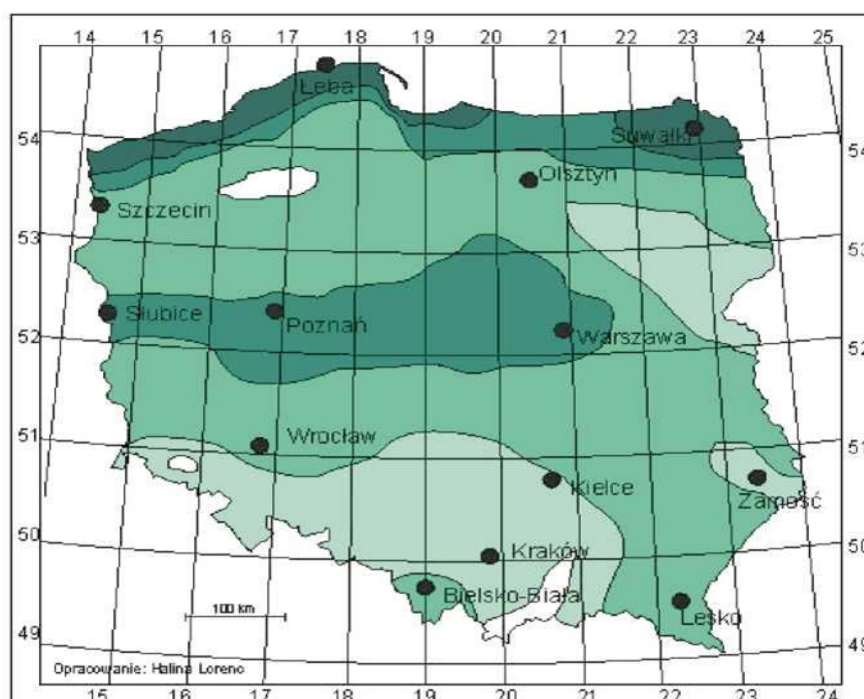 14 15 16 17 18 19 20 21 22 23 24 25
Łeba
54 Suwałki 54
Olsztyn
Szczecin
53 53
Słubice Poznań Warszawa
52 52
Wrocław
51 51
Kielce Zamość
50 Kraków 50
Bielsko-Biała
100 km Lesko
49 49
Opracowanie: Halina Lorenc
15 16 17 18 19 20 21 22 23 24